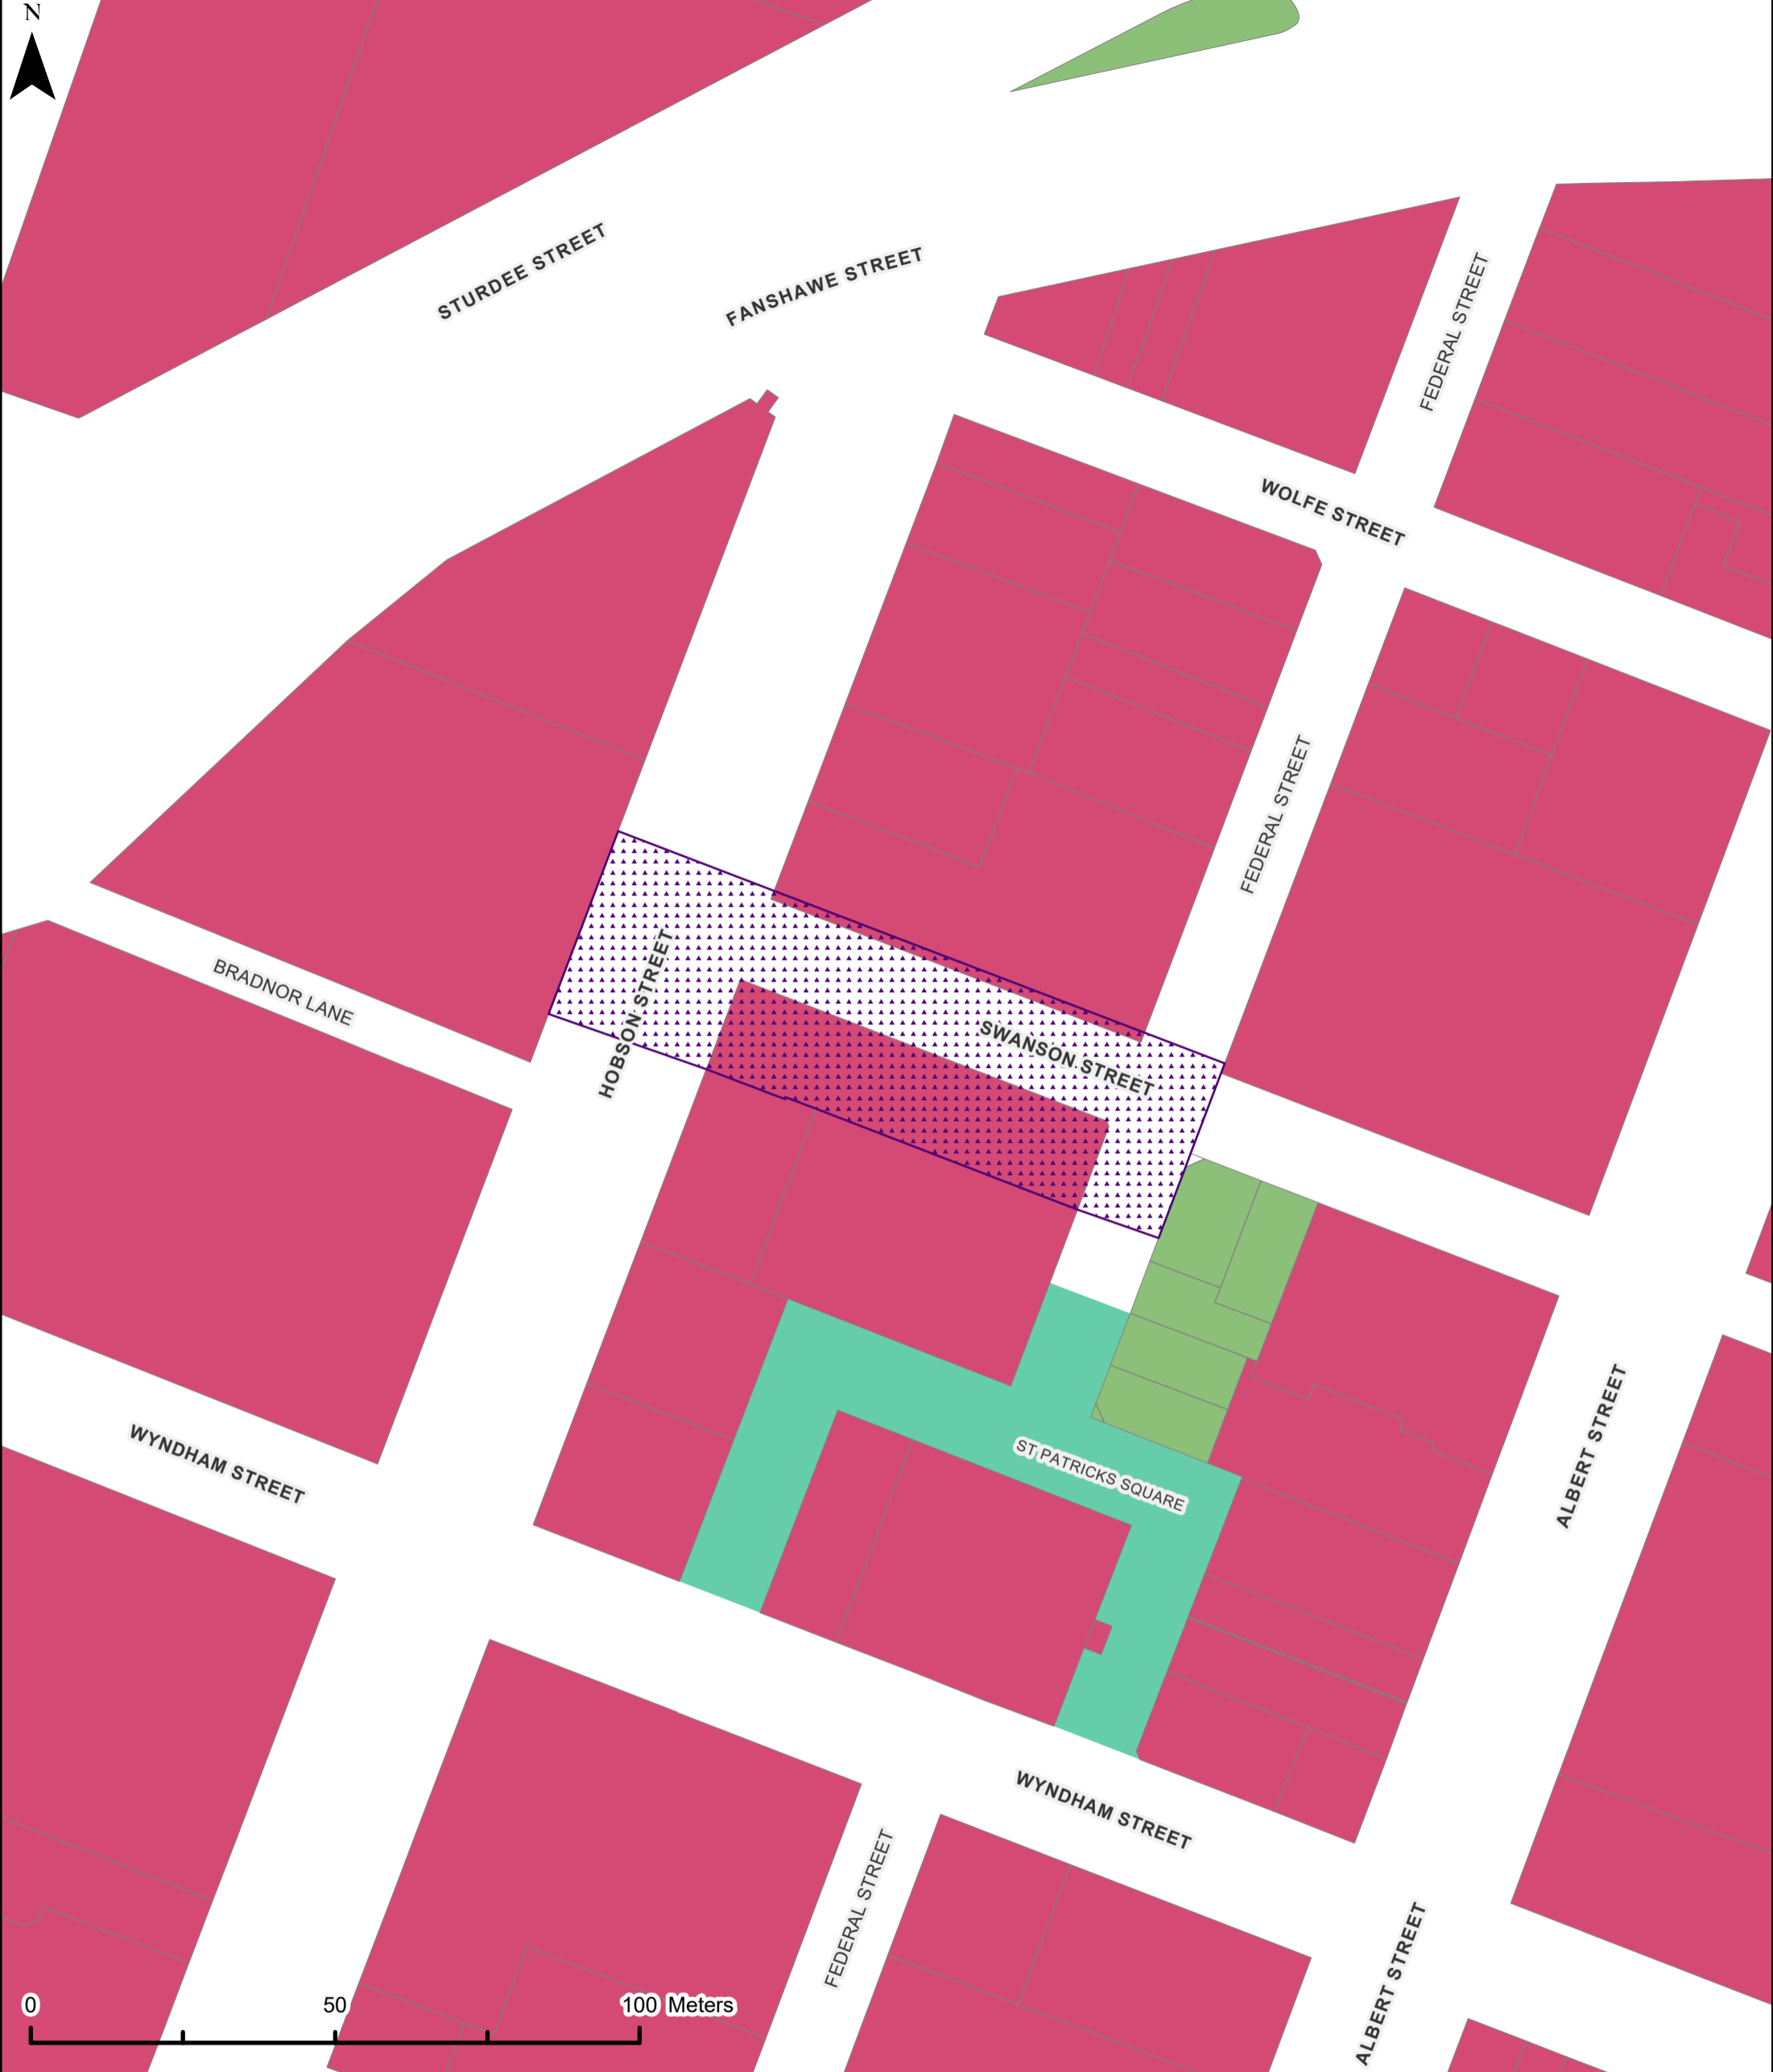 N
STURDEE STREET
FANSHAWE STREET
FEDERAL STREET
WOLFE STREET
FEDERAL STREET
BRADNOR LANE
HOBSON STREET
SWANSON STREET
WYNDHAM STREET
ST PATRICKS SQUARE
ALBERT STREET
WYNDHAM STREET
FEDERAL STREET
ALBERT STREET
0 50 100 Meters